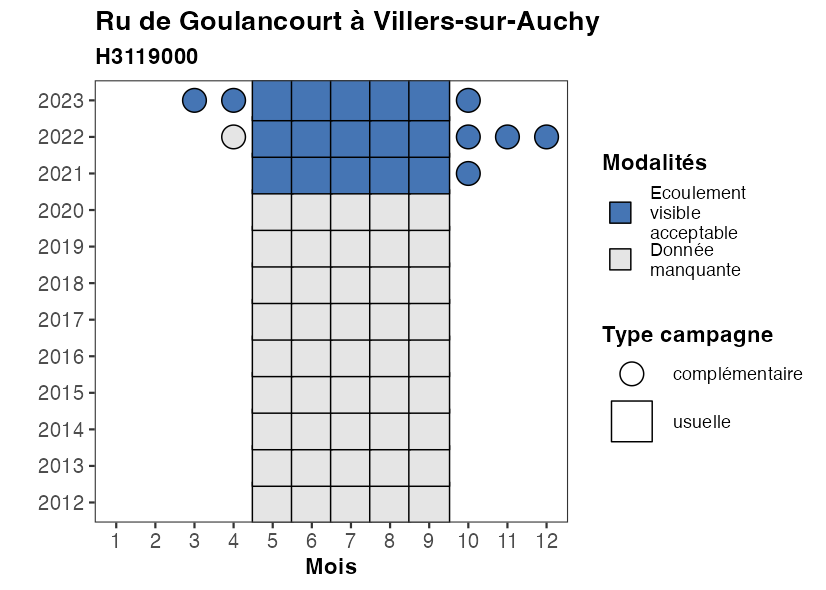 Ru de Goulancourt à Villers-sur-Auchy
H3119000
2023
2022
2021
2020
2019
2018
2017
2016
2015
2014
2013
2012
1 2 3 4 5 6 7 8 9 10 11 12
Mois
Modalités
Ecoulement
visible
acceptable
Donnée
manquante
Type campagne
complémentaire
usuelle